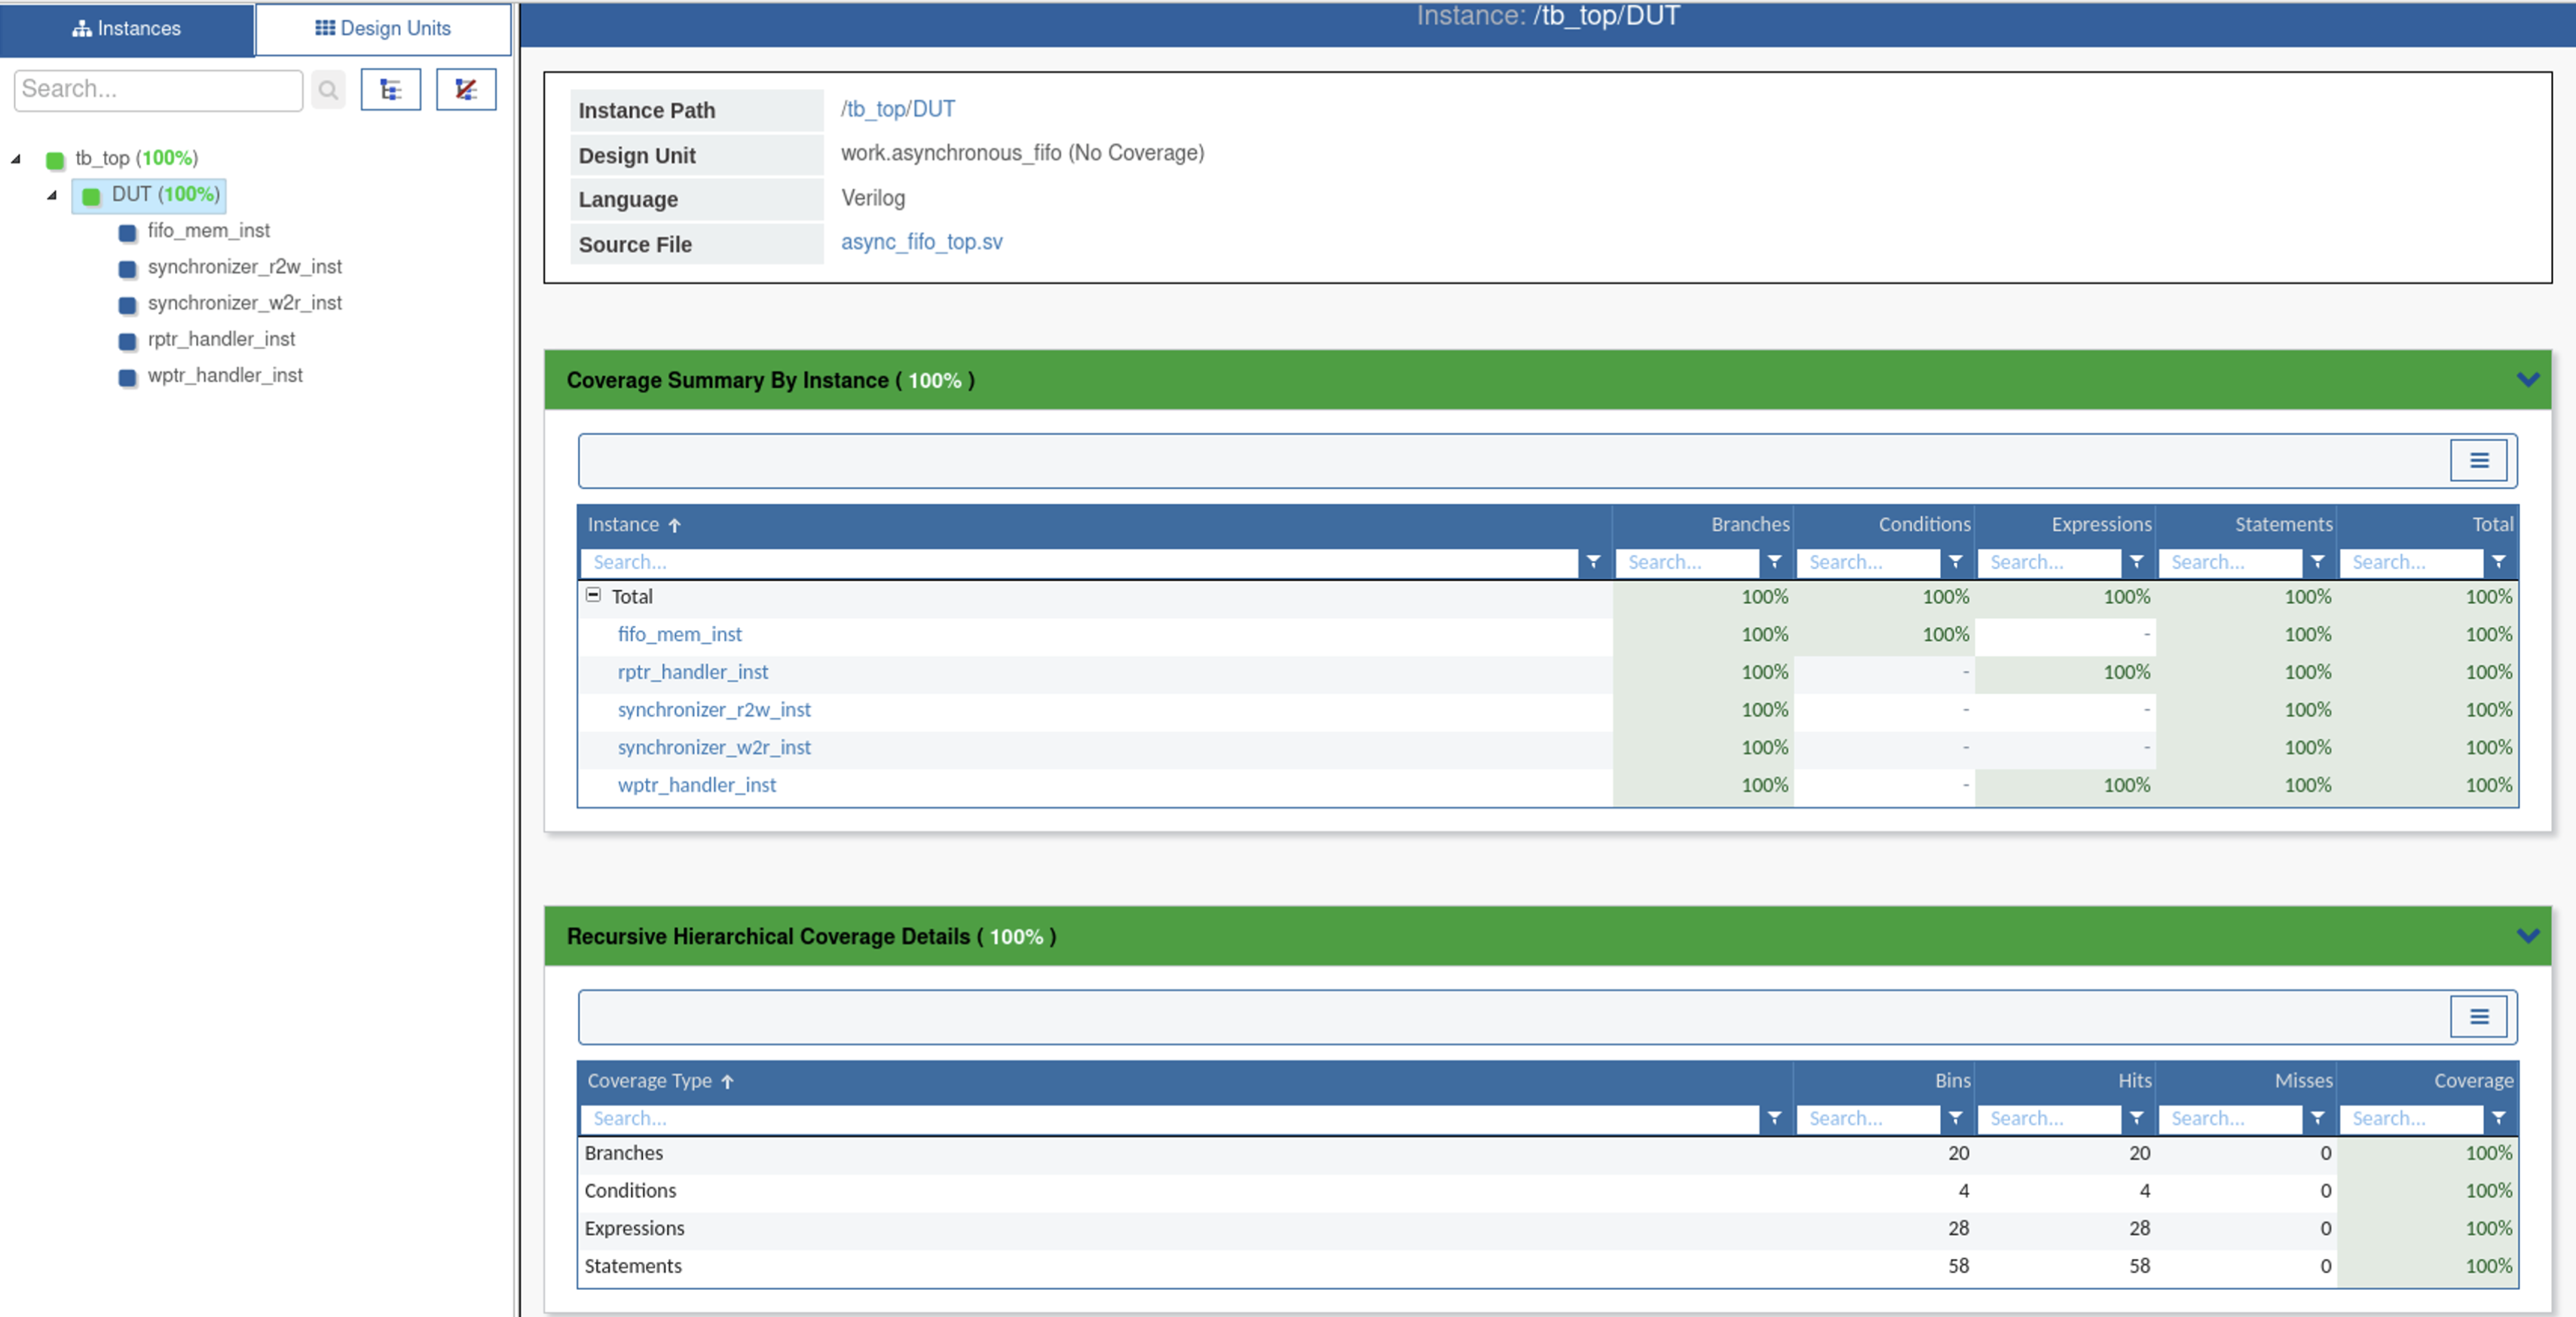 Instances
Design Units
Search...
tb_top (100%)
DUT (100%)
fifo_mem_inst
synchronizer_r2w_inst
synchronizer_w2r_inst
rptr_handler_inst
wptr_handler_inst
Instance: /tb_top/DUT
Instance Path /tb_top/DUT
Design Unit work.asynchronous_fifo (No Coverage)
Language Verilog
Source File async_fifo_top.sv
Coverage Summary By Instance ( 100% )
Instance Branches Conditions Expressions Statements Total
Search... Search... Search... Search... Search... Search...
Total 100% 100% 100% 100% 100%
fifo_mem_inst 100% 100% - 100% 100%
rptr_handler_inst 100% - 100% 100% 100%
synchronizer_r2w_inst 100% - - 100% 100%
synchronizer_w2r_inst 100% - - 100% 100%
wptr_handler_inst 100% - 100% 100% 100%
Recursive Hierarchical Coverage Details ( 100% )
Coverage Type Bins Hits Misses Coverage
Search... Search... Search... Search... Search...
Branches 20 20 0 100%
Conditions 4 4 0 100%
Expressions 28 28 0 100%
Statements 58 58 0 100%